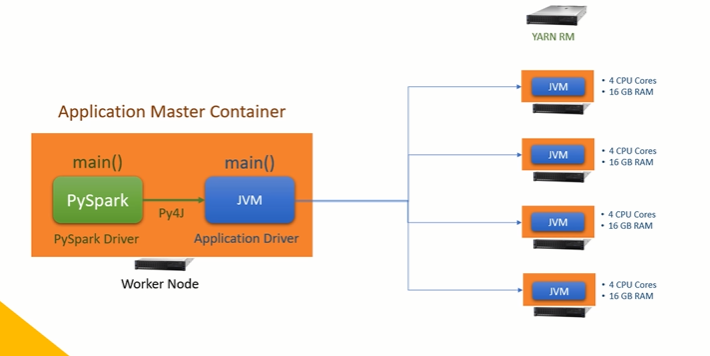 YARN RM
Application Master Container
main()
main()
PySpark
JVM
Py4J
PySpark Driver
Application Driver
Worker Node
JVM
• 4 CPU Cores
• 16 GB RAM
JVM
• 4 CPU Cores
• 16 GB RAM
JVM
• 4 CPU Cores
• 16 GB RAM
JVM
• 4 CPU Cores
• 16 GB RAM